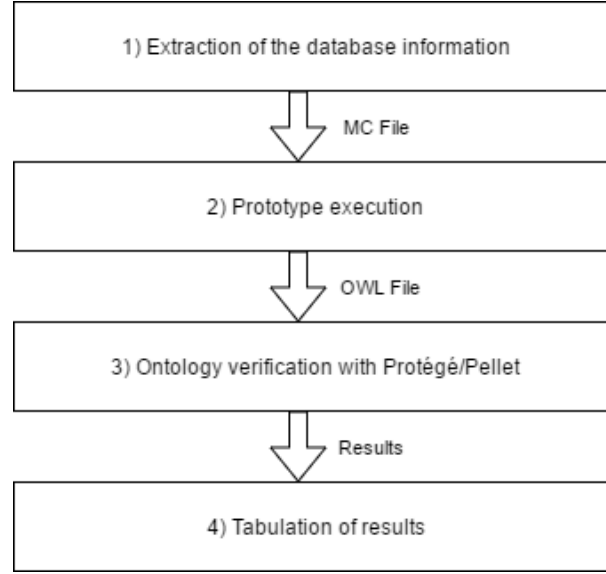 1) Extraction of the database information
MC File
2) Prototype execution
OWL File
3) Ontology verification with Protégé/Pellet
Results
4) Tabulation of results